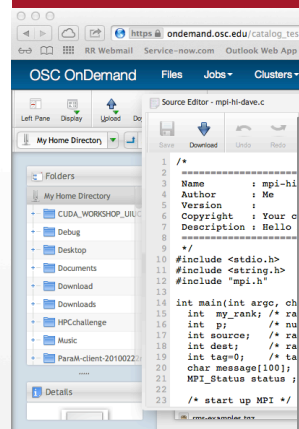 https ondemand.osc.edu/catalog_tes
RR Webmail Service-now.com Outlook Web App
OSC OnDemand Files Jobs Clusters
Left Pane Display Upload Do
My Home Directory
Folders
My Home Directory
CUDA_WORKSHOP_UIUC
Debug
Desktop
Documents
Download
Downloads
HPCchallenge
Music
ParaM-client-2010022
Details
Source Editor - mpi-hi-dave.c
Save Download Undo Redo
1 /*
2 ================================
3 Name : mpi-hi
4 Author : Me
5 Version :
6 Copyright : Your c
7 Description : Hello
8 ================================
9 */
10 #include <stdio.h>
11 #include <string.h>
12 #include "mpi.h"
13
14 int main(int argc, ch
15 int my_rank; /* ra
16 int p; /* nu
17 int source; /* ra
18 int dest; /* ra
19 int tag=0; /* ta
20 char message[100];
21 MPI_Status status ;
22
23 /* start up MPI */
rms-examples.tgz